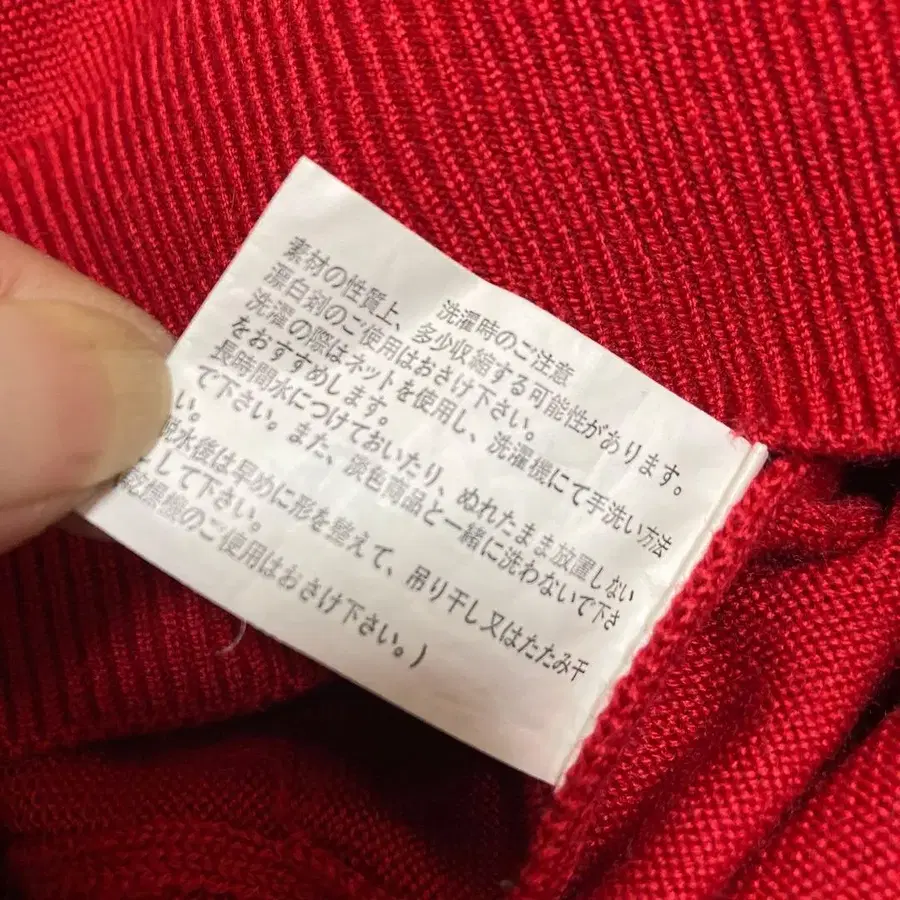 洗濯時のご注意
素材の性質上、多少収縮する可能性があります。
漂白剤のご使用はおさけ下さい。
洗濯の際はネットを使用し、洗濯機にて手洗い方法
をおすすめします。
長時間水につけておいたり、ぬれたまま放置しない
で下さい。また、淡色商品と一緒に洗わないで下さ
い。
脱水後は早めに形を整えて、吊り干し又はたたみ干
して下さい。
のご使用はおさけ下さい。)